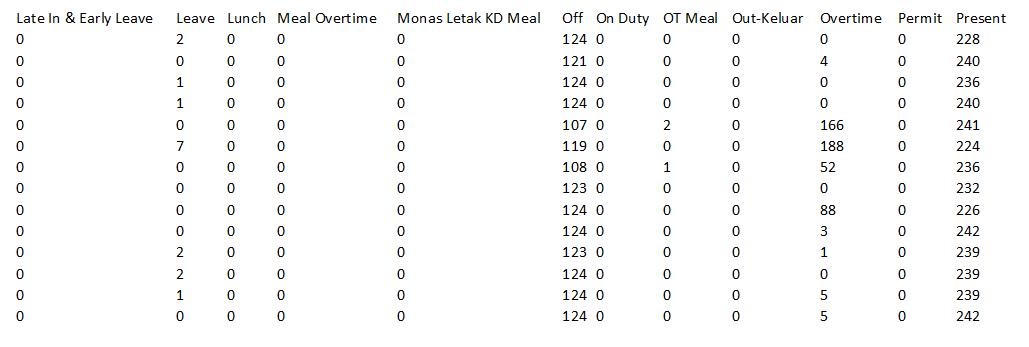 Late In & Early Leave Leave Lunch Meal Overtime Monas Letak KD Meal Off On Duty OT Meal Out-Keluar Overtime Permit Present
0 2 0 0 0 124 0 0 0 0 0 228
0 0 0 0 0 121 0 0 0 4 0 240
0 1 0 0 0 124 0 0 0 0 0 236
0 1 0 0 0 124 0 0 0 0 0 240
0 0 0 0 0 107 0 2 0 166 0 241
0 7 0 0 0 119 0 0 0 188 0 224
0 0 0 0 0 108 0 1 0 52 0 236
0 0 0 0 0 123 0 0 0 0 0 232
0 0 0 0 0 124 0 0 0 88 0 226
0 0 0 0 0 124 0 0 0 3 0 242
0 2 0 0 0 123 0 0 0 1 0 239
0 2 0 0 0 124 0 0 0 0 0 239
0 1 0 0 0 124 0 0 0 5 0 239
0 0 0 0 0 124 0 0 0 5 0 242